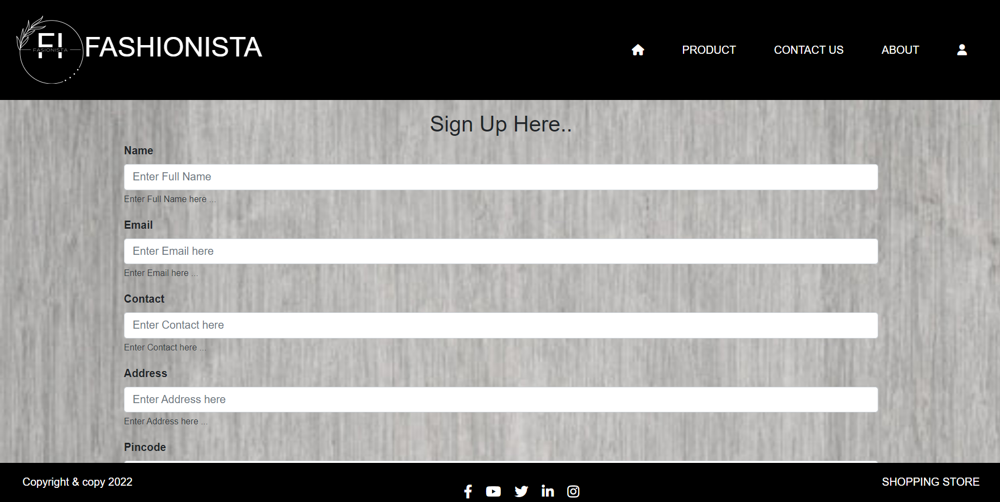 FI
FASIONISTA
FASHIONISTA
PRODUCT
CONTACT US
ABOUT
Sign Up Here..
Name
Enter Full Name
Enter Full Name here ...
Email
Enter Email here
Enter Email here ...
Contact
Enter Contact here
Enter Contact here ...
Address
Enter Address here
Enter Address here ...
Pincode
Copyright & copy 2022
SHOPPING STORE